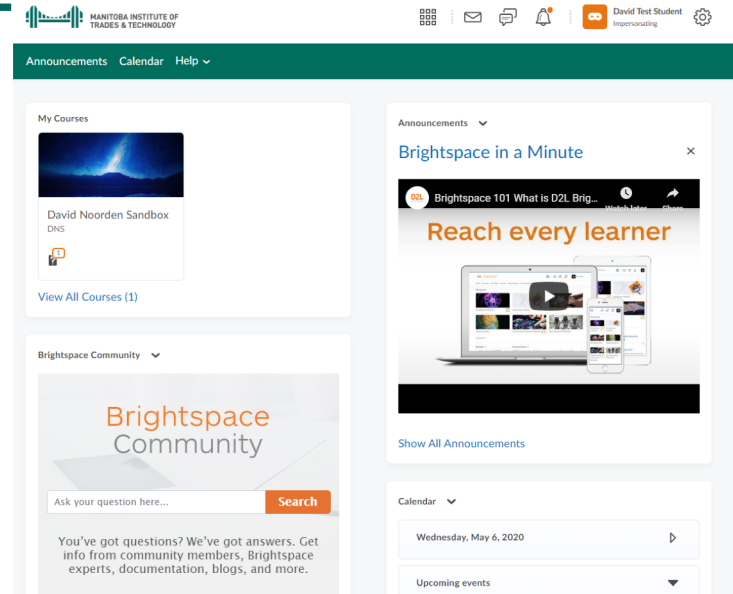 MANITOBA INSTITUTE OF
TRADES & TECHNOLOGY
David Test Student
Impersonating
Announcements Calendar Help
My Courses
David Noorden Sandbox
DNS
1
View All Courses (1)
Brightspace Community
Brightspace
Community
Ask your question here...
Search
You've got questions? We've got answers. Get
info from community members, Brightspace
experts, documentation, blogs, and more.
Announcements
Brightspace in a Minute
D2L
Brightspace 101 What is D2L Brig...
Watch later
Share
Reach every learner
Show All Announcements
Calendar
Wednesday, May 6, 2020
Upcoming events